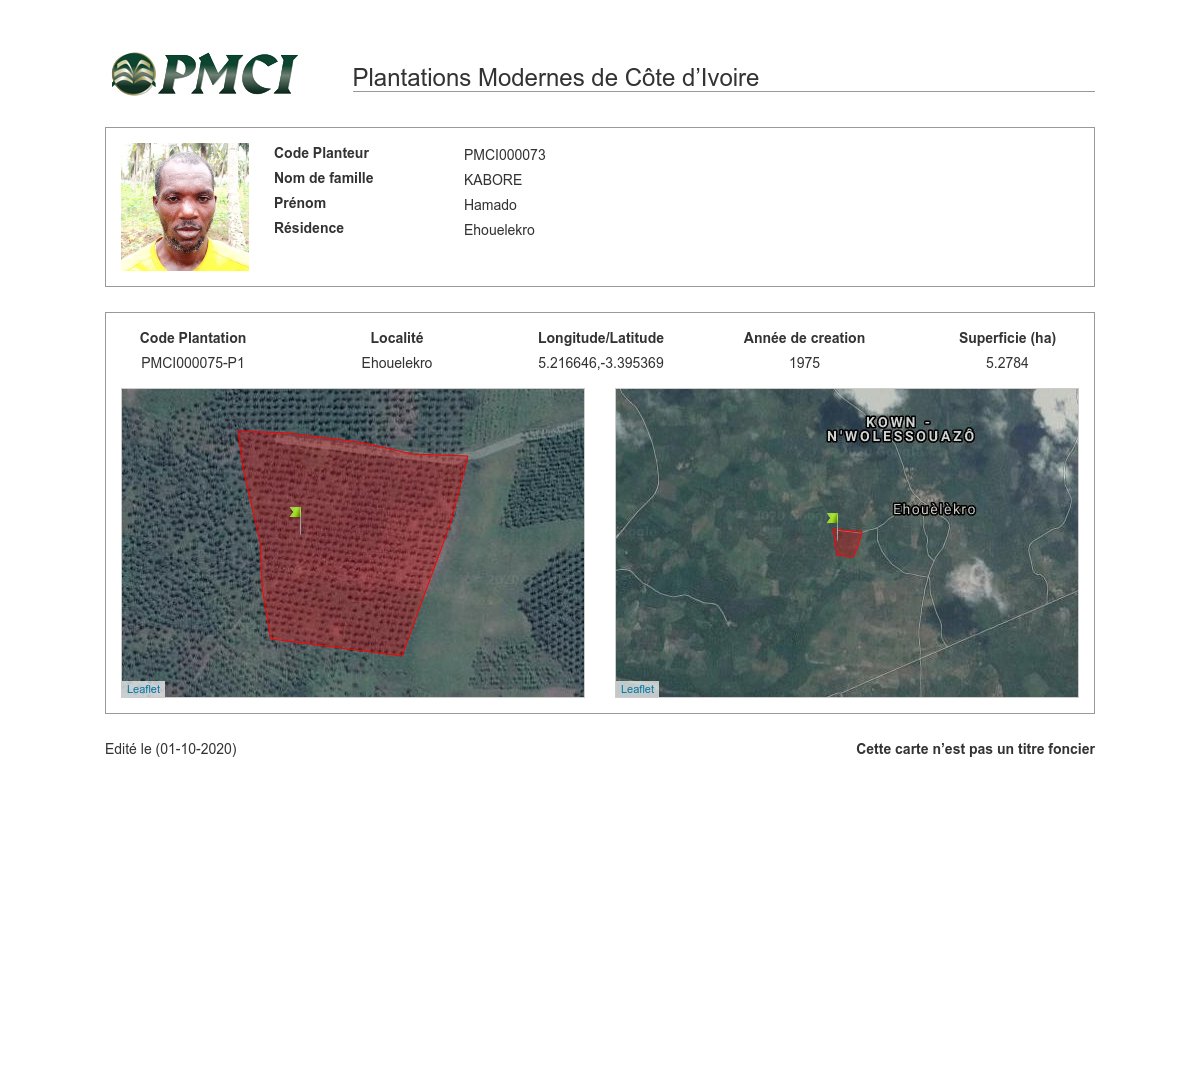 PMCI
Plantations Modernes de Côte d’Ivoire
Code Planteur PMCI000073
Nom de famille KABORE
Prénom Hamado
Résidence Ehouelekro
Code Plantation Localité Longitude/Latitude Année de creation Superficie (ha)
PMCI000075-P1 Ehouelekro 5.216646,-3.395369 1975 5.2784
KOWN -
N'WOLESSOUAZÔ
Ehouèlèkro
Leaflet Leaflet
Edité le (01-10-2020) Cette carte n’est pas un titre foncier